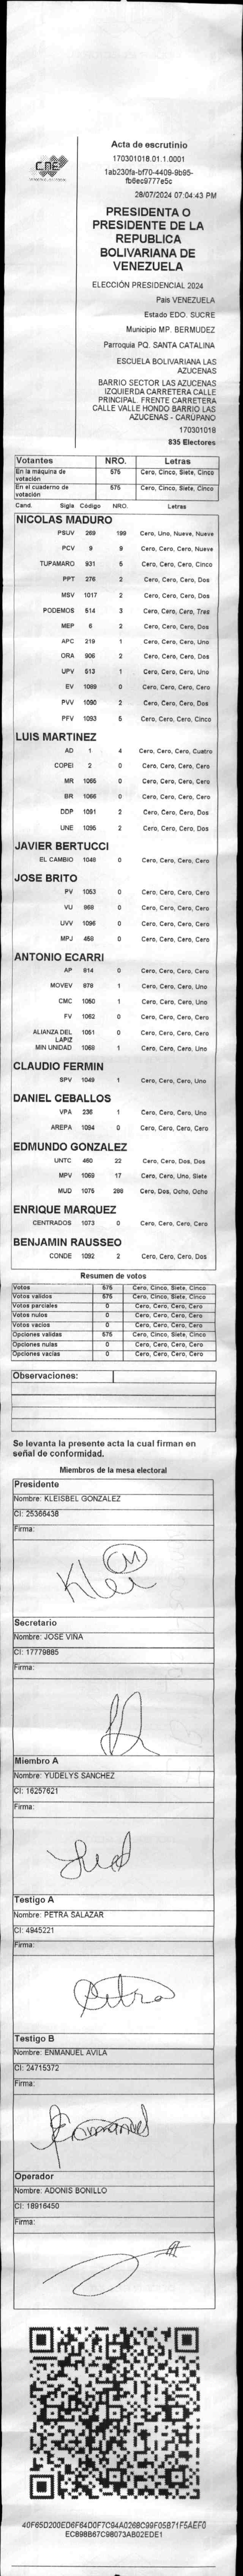 CNE
Acta de escrutinio
170301018.01.1.0001
1ab230fa-bf70-4409-9b95-
fb8ec9777e5c
28/07/2024 07:04:43 PM
PRESIDENTA O
PRESIDENTE DE LA
REPUBLICA
BOLIVARIANA DE
VENEZUELA
ELECCIÓN PRESIDENCIAL 2024
Pais VENEZUELA
Estado EDO. SUCRE
Municipio MP. BERMUDEZ
Parroquia PQ. SANTA CATALINA
ESCUELA BOLIVARIANA LAS
AZUCENAS
BARRIO SECTOR LAS AZUCENAS
IZQUIERDA CARRETERA CALLE
PRINCIPAL. FRENTE CARRETERA
CALLE VALLE HONDO BARRIO LAS
AZUCENAS - CARÚPANO
170301018
835 Electores
Votantes NRO. Letras
En la máquina de votación 575 Cero, Cinco, Siete, Cinco
En el cuaderno de votación 575 Cero, Cinco, Siete, Cinco
Cand. Sigla Código NRO. Letras
NICOLAS MADURO
PSUV 269 199 Cero, Uno, Nueve, Nueve
PCV 9 9 Cero, Cero, Cero, Nueve
TUPAMARO 931 5 Cero, Cero, Cero, Cinco
PPT 276 2 Cero, Cero, Cero, Dos
MSV 1017 2 Cero, Cero, Cero, Dos
PODEMOS 514 3 Cero, Cero, Cero, Tres
MEP 6 2 Cero, Cero, Cero, Dos
APC 219 1 Cero, Cero, Cero, Uno
ORA 906 2 Cero, Cero, Cero, Dos
UPV 513 1 Cero, Cero, Cero, Uno
EV 1089 0 Cero, Cero, Cero, Cero
PVV 1090 2 Cero, Cero, Cero, Dos
PFV 1093 5 Cero, Cero, Cero, Cinco
LUIS MARTINEZ
AD 1 4 Cero, Cero, Cero, Cuatro
COPEI 2 0 Cero, Cero, Cero, Cero
MR 1065 0 Cero, Cero, Cero, Cero
BR 1066 0 Cero, Cero, Cero, Cero
DDP 1091 2 Cero, Cero, Cero, Dos
UNE 1095 2 Cero, Cero, Cero, Dos
JAVIER BERTUCCI
EL CAMBIO 1048 0 Cero, Cero, Cero, Cero
JOSE BRITO
PV 1053 0 Cero, Cero, Cero, Cero
VU 968 0 Cero, Cero, Cero, Cero
UVV 1096 0 Cero, Cero, Cero, Cero
MPJ 458 0 Cero, Cero, Cero, Cero
ANTONIO ECARRI
AP 814 0 Cero, Cero, Cero, Cero
MOVEV 878 1 Cero, Cero, Cero, Uno
CMC 1050 1 Cero, Cero, Cero, Uno
FV 1062 0 Cero, Cero, Cero, Cero
ALIANZA DEL LAPIZ 1051 0 Cero, Cero, Cero, Cero
MIN UNIDAD 1068 1 Cero, Cero, Cero, Uno
CLAUDIO FERMIN
SPV 1049 1 Cero, Cero, Cero, Uno
DANIEL CEBALLOS
VPA 236 1 Cero, Cero, Cero, Uno
AREPA 1094 0 Cero, Cero, Cero, Cero
EDMUNDO GONZALEZ
UNTC 460 22 Cero, Cero, Dos, Dos
MPV 1069 17 Cero, Cero, Uno, Siete
MUD 1075 288 Cero, Dos, Ocho, Ocho
ENRIQUE MARQUEZ
CENTRADOS 1073 0 Cero, Cero, Cero, Cero
BENJAMIN RAUSSEO
CONDE 1092 2 Cero, Cero, Cero, Dos
Resumen de votos
Votos 575 Cero, Cinco, Siete, Cinco
Votos validos 575 Cero, Cinco, Siete, Cinco
Votos parciales 0 Cero, Cero, Cero, Cero
Votos nulos 0 Cero, Cero, Cero, Cero
Votos vacios 0 Cero, Cero, Cero, Cero
Opciones validas 575 Cero, Cinco, Siete, Cinco
Opciones nulas 0 Cero, Cero, Cero, Cero
Opciones vacias 0 Cero, Cero, Cero, Cero
Observaciones:
Se levanta la presente acta la cual firman en
señal de conformidad.
Miembros de la mesa electoral
Presidente
Nombre: KLEISBEL GONZALEZ
CI: 25366438
Firma:
Klei
Secretario
Nombre: JOSE VIÑA
CI: 17779885
Firma:
Miembro A
Nombre: YUDELYS SANCHEZ
CI: 16257621
Firma:
Testigo A
Nombre: PETRA SALAZAR
CI: 4945221
Firma:
Petra
Testigo B
Nombre: ENMANUEL AVILA
CI: 24715372
Firma:
Enmanuel
Operador
Nombre: ADONIS BONILLO
CI: 18916450
Firma:
40F65D200ED6F64D0F7C94A0268C99F05B71F5AEF0
EC898B67C98073AB02EDE1